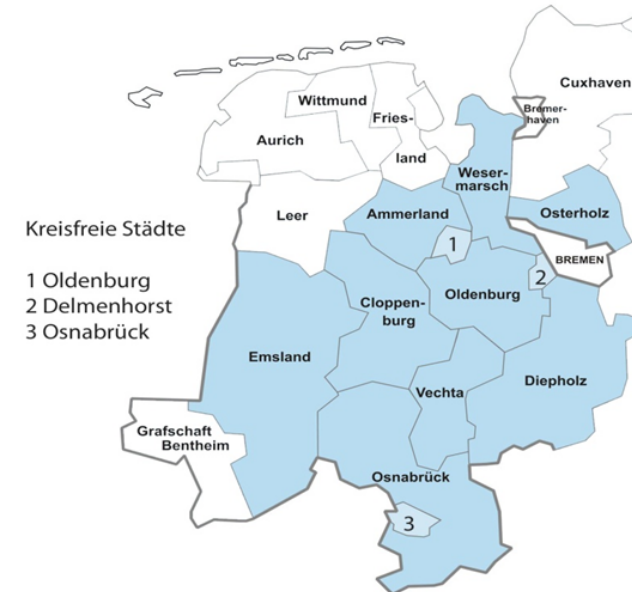 Cuxhaven
Wittmund
Bremer-
haven
Fries-
land
Aurich
Weser-
marsch
Leer
Ammerland
Osterholz
Kreisfreie Städte
1
BREMEN
1 Oldenburg
2 Delmenhorst
3 Osnabrück
2
Oldenburg
Cloppen-
burg
Emsland
Vechta
Diepholz
Grafschaft
Bentheim
Osnabrück
3